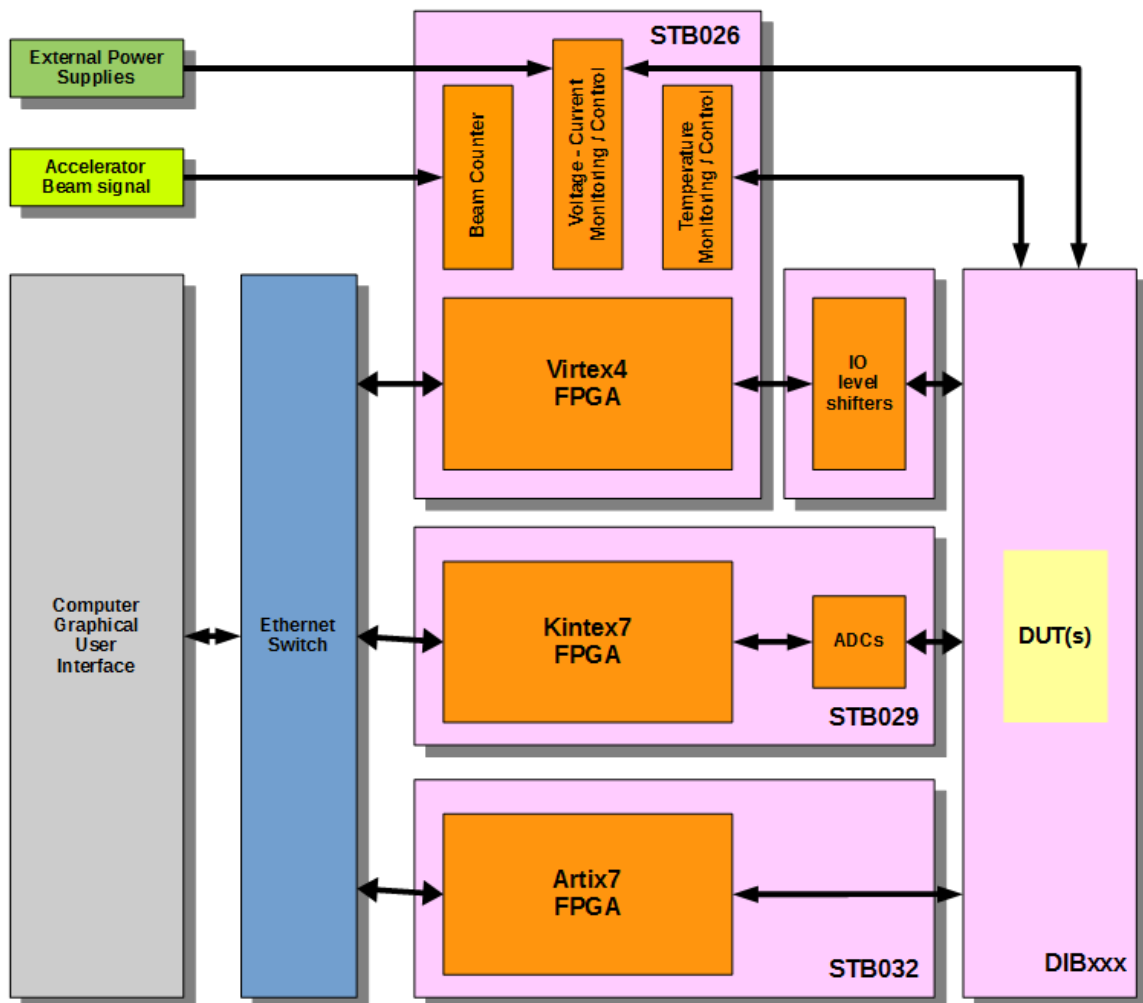 STB026
External Power
Supplies
Accelerator
Beam signal
Beam Counter
Voltage - Current
Monitoring / Control
Temperature
Monitoring / Control
Virtex4
FPGA
IO
level
shifters
Computer
Graphical
User
Interface
Ethernet
Switch
Kintex7
FPGA
ADCs
STB029
DUT(s)
Artix7
FPGA
STB032
DIBxxx